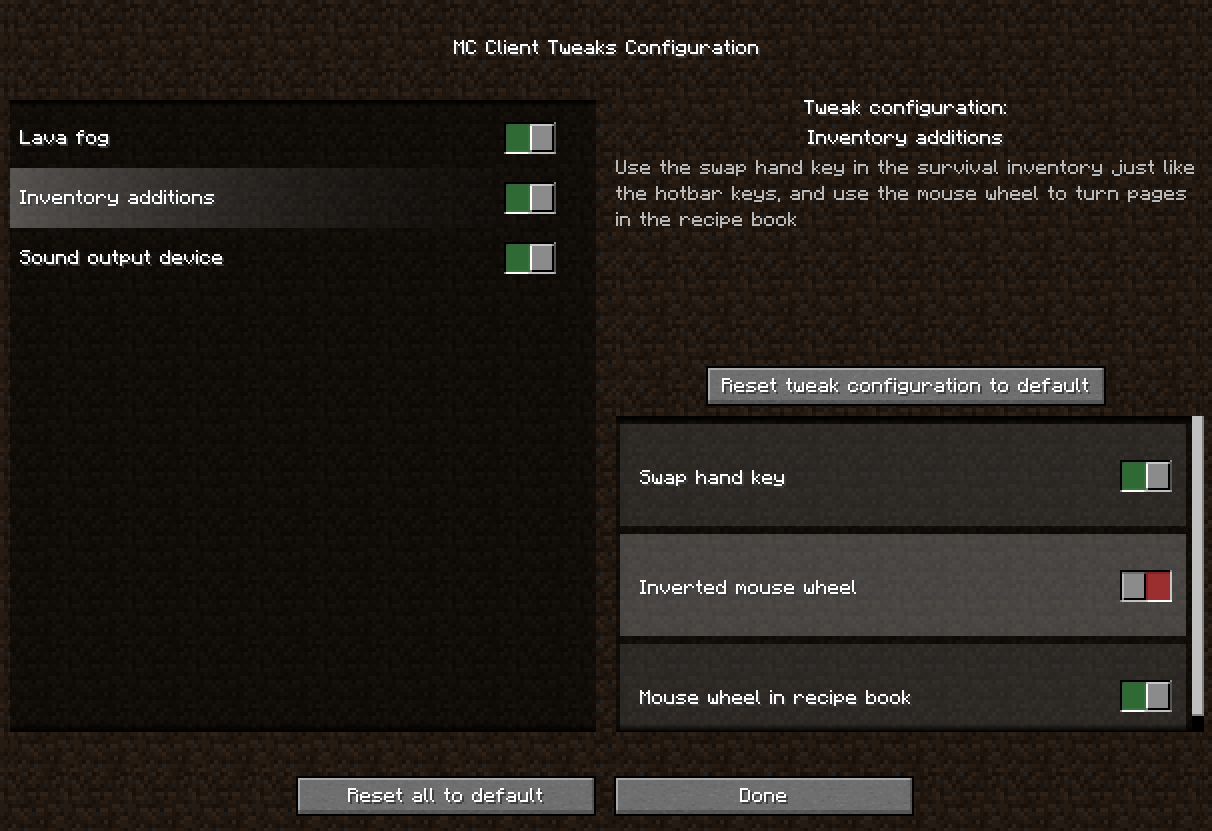 MC Client Tweaks Configuration
Lava fog
Inventory additions
Sound output device
Tweak configuration:
Inventory additions
Use the swap hand key in the survival inventory just like
the hotbar keys, and use the mouse wheel to turn pages
in the recipe book
Reset tweak configuration to default
Swap hand key
Inverted mouse wheel
Mouse wheel in recipe book
Reset all to default
Done